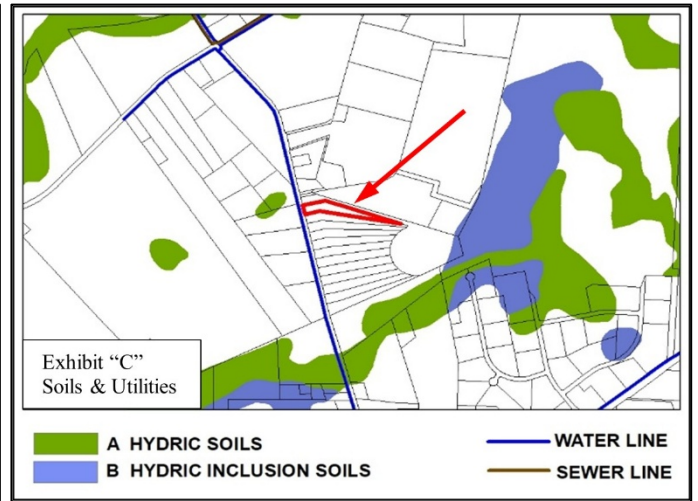 Exhibit “C”
Soils & Utilities
A HYDRIC SOILS
WATER LINE
B HYDRIC INCLUSION SOILS
SEWER LINE